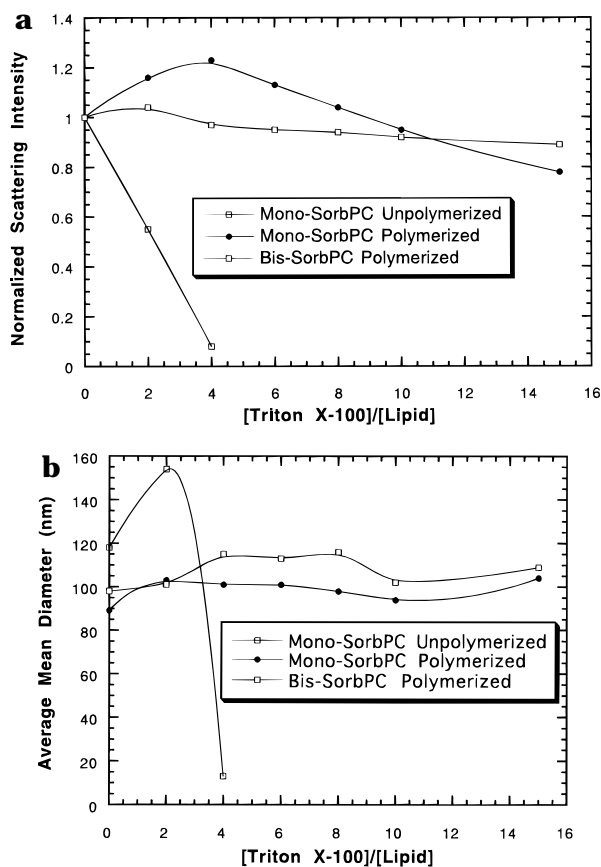 a
1.4
1.2
1
0.8
0.6
0.4
0.2
0
Normalized Scattering Intensity
Mono-SorbPC Unpolymerized
Mono-SorbPC Polymerized
Bis-SorbPC Polymerized
0 2 4 6 8 10 12 14 16
[Triton X-100]/[Lipid]
b
160
140
120
100
80
60
40
20
0
Average Mean Diameter (nm)
Mono-SorbPC Unpolymerized
Mono-SorbPC Polymerized
Bis-SorbPC Polymerized
0 2 4 6 8 10 12 14 16
[Triton X-100]/[Lipid]